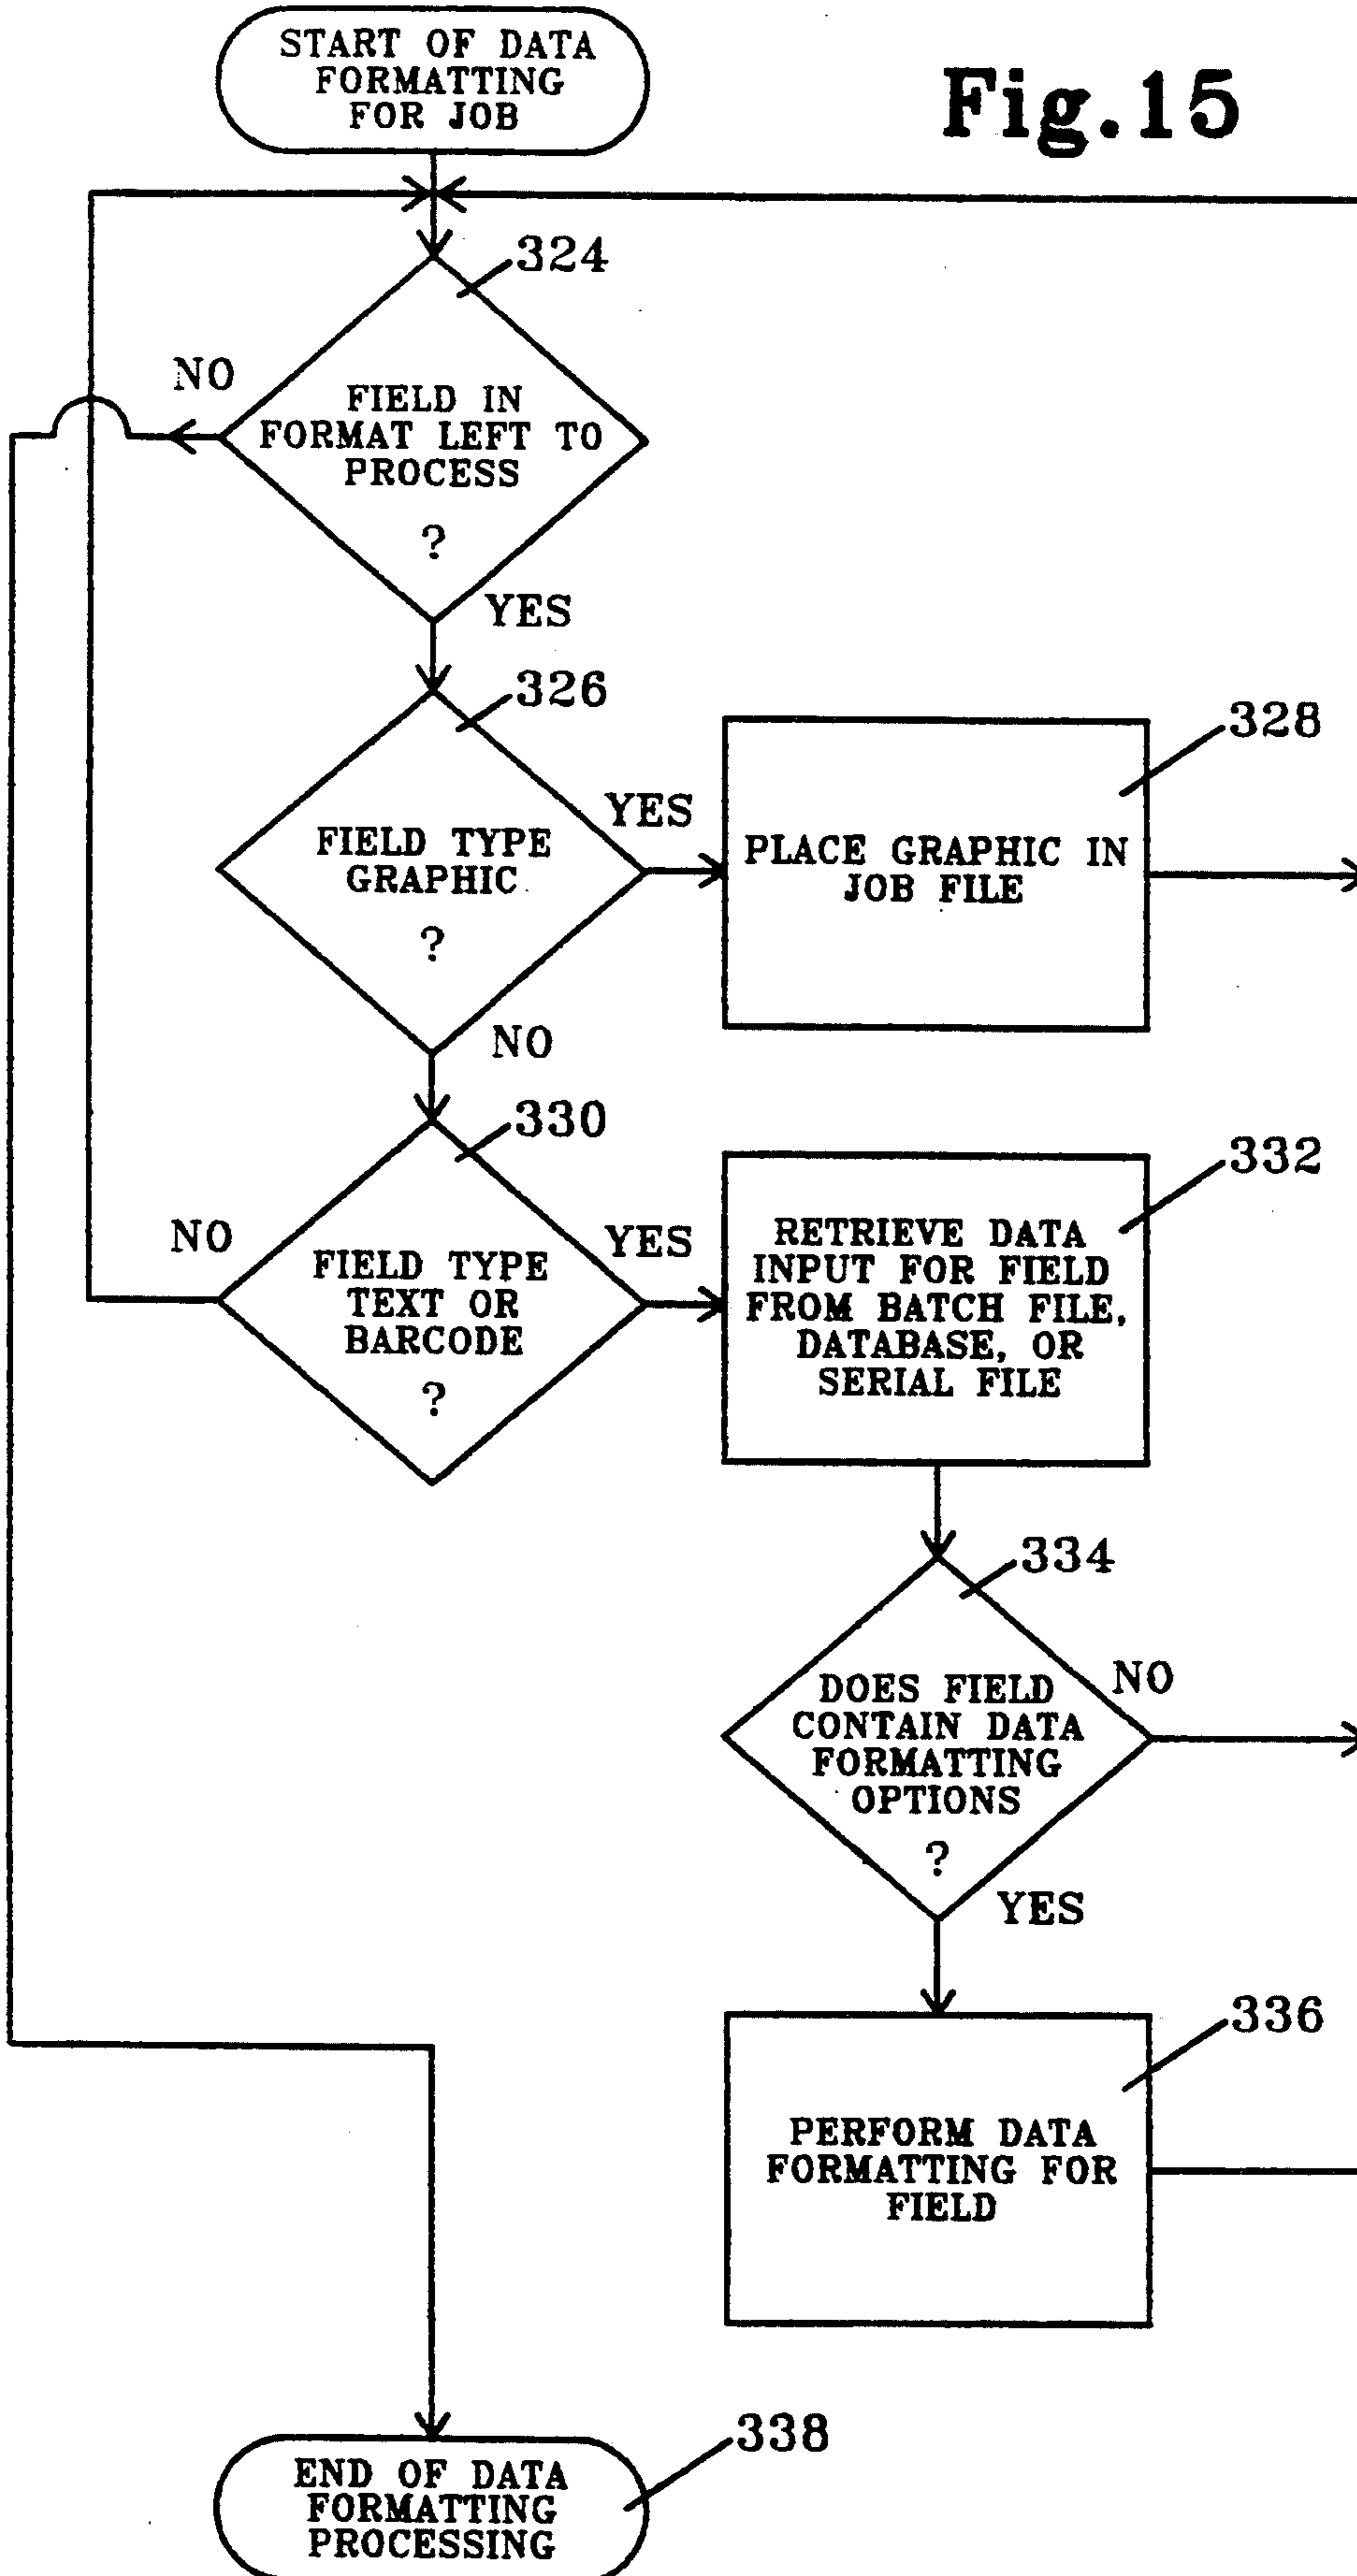 START OF DATA
FORMATTING
FOR JOB
Fig.15
324
NO
FIELD IN
FORMAT LEFT TO
PROCESS
?
YES
326
FIELD TYPE
GRAPHIC
?
YES
328
PLACE GRAPHIC IN
JOB FILE
NO
330
NO
FIELD TYPE
TEXT OR
BARCODE
?
YES
332
RETRIEVE DATA
INPUT FOR FIELD
FROM BATCH FILE,
DATABASE, OR
SERIAL FILE
334
DOES FIELD
CONTAIN DATA
FORMATTING
OPTIONS
?
NO
YES
336
PERFORM DATA
FORMATTING FOR
FIELD
338
END OF DATA
FORMATTING
PROCESSING